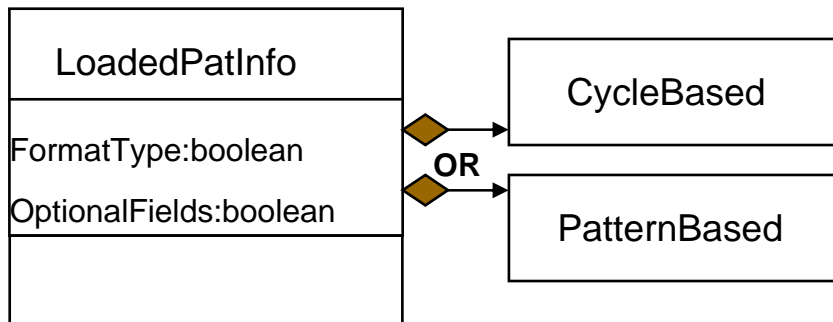 LoadedPatInfo
CycleBased
FormatType:boolean
OR
OptionalFields:boolean
PatternBased